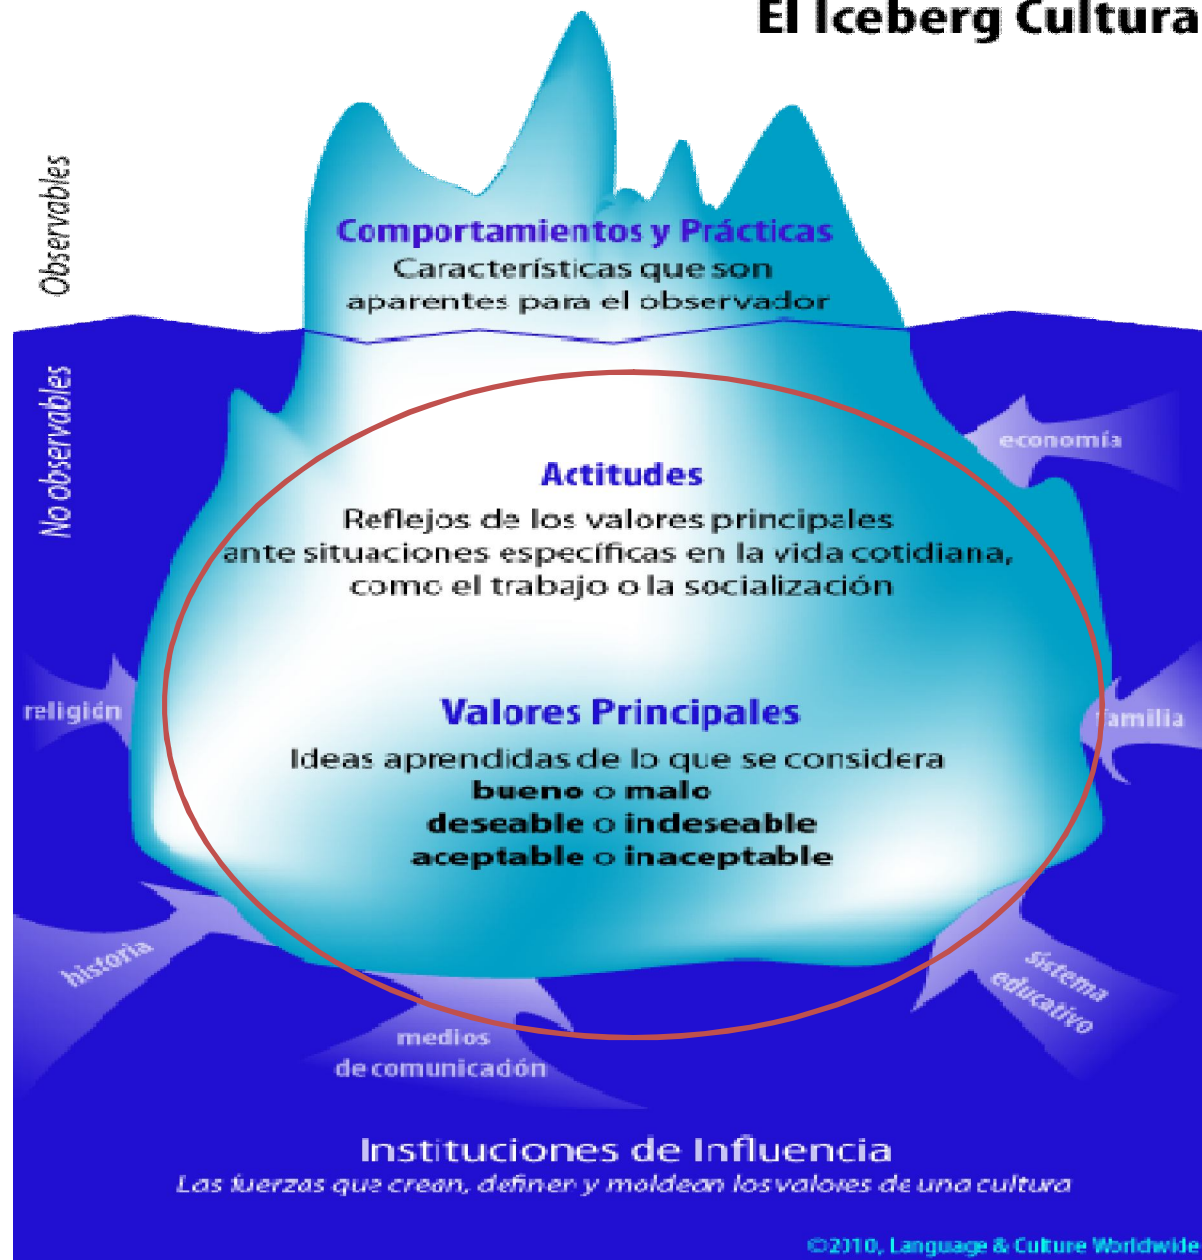 El Iceberg Cultura
Observables
Comportamientos y Prácticas
Características que son
aparentes para el observador
No observables
economía
Actitudes
Reflejos de los valores principales
ante situaciones específicas en la vida cotidiana,
como el trabajo o la socialización
religión
familia
Valores Principales
Ideas aprendidas de lo que se considera
bueno o malo
deseable o indeseable
aceptable o inaceptable
historia
sistema
educativo
medios
de comunicación
Instituciones de Influencia
Las fuerzas que crean, definen y moldean los valores de una cultura
©2010, Language & Culture Worldwide